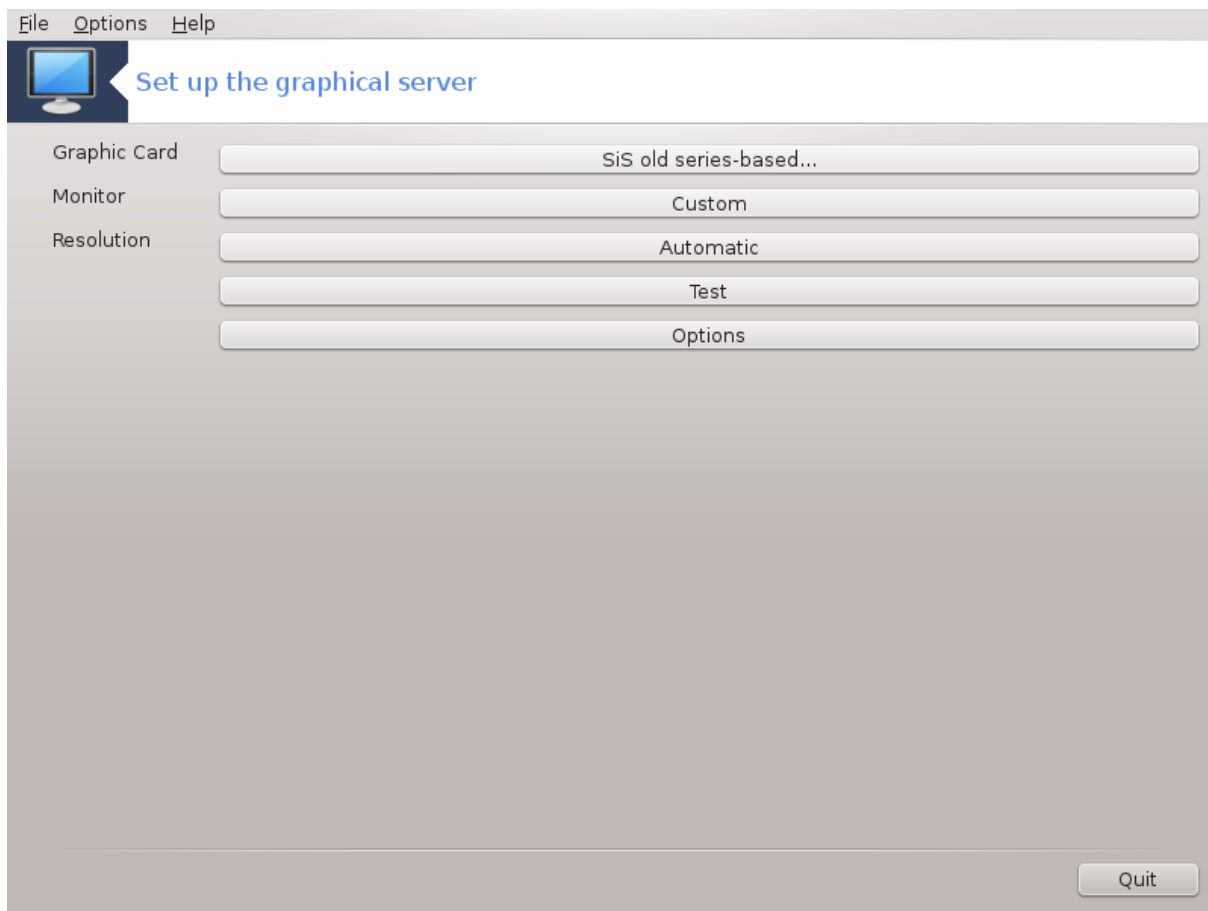 File Options Help
Set up the graphical server
Graphic Card
SiS old series-based...
Monitor
Custom
Resolution
Automatic
Test
Options
Quit